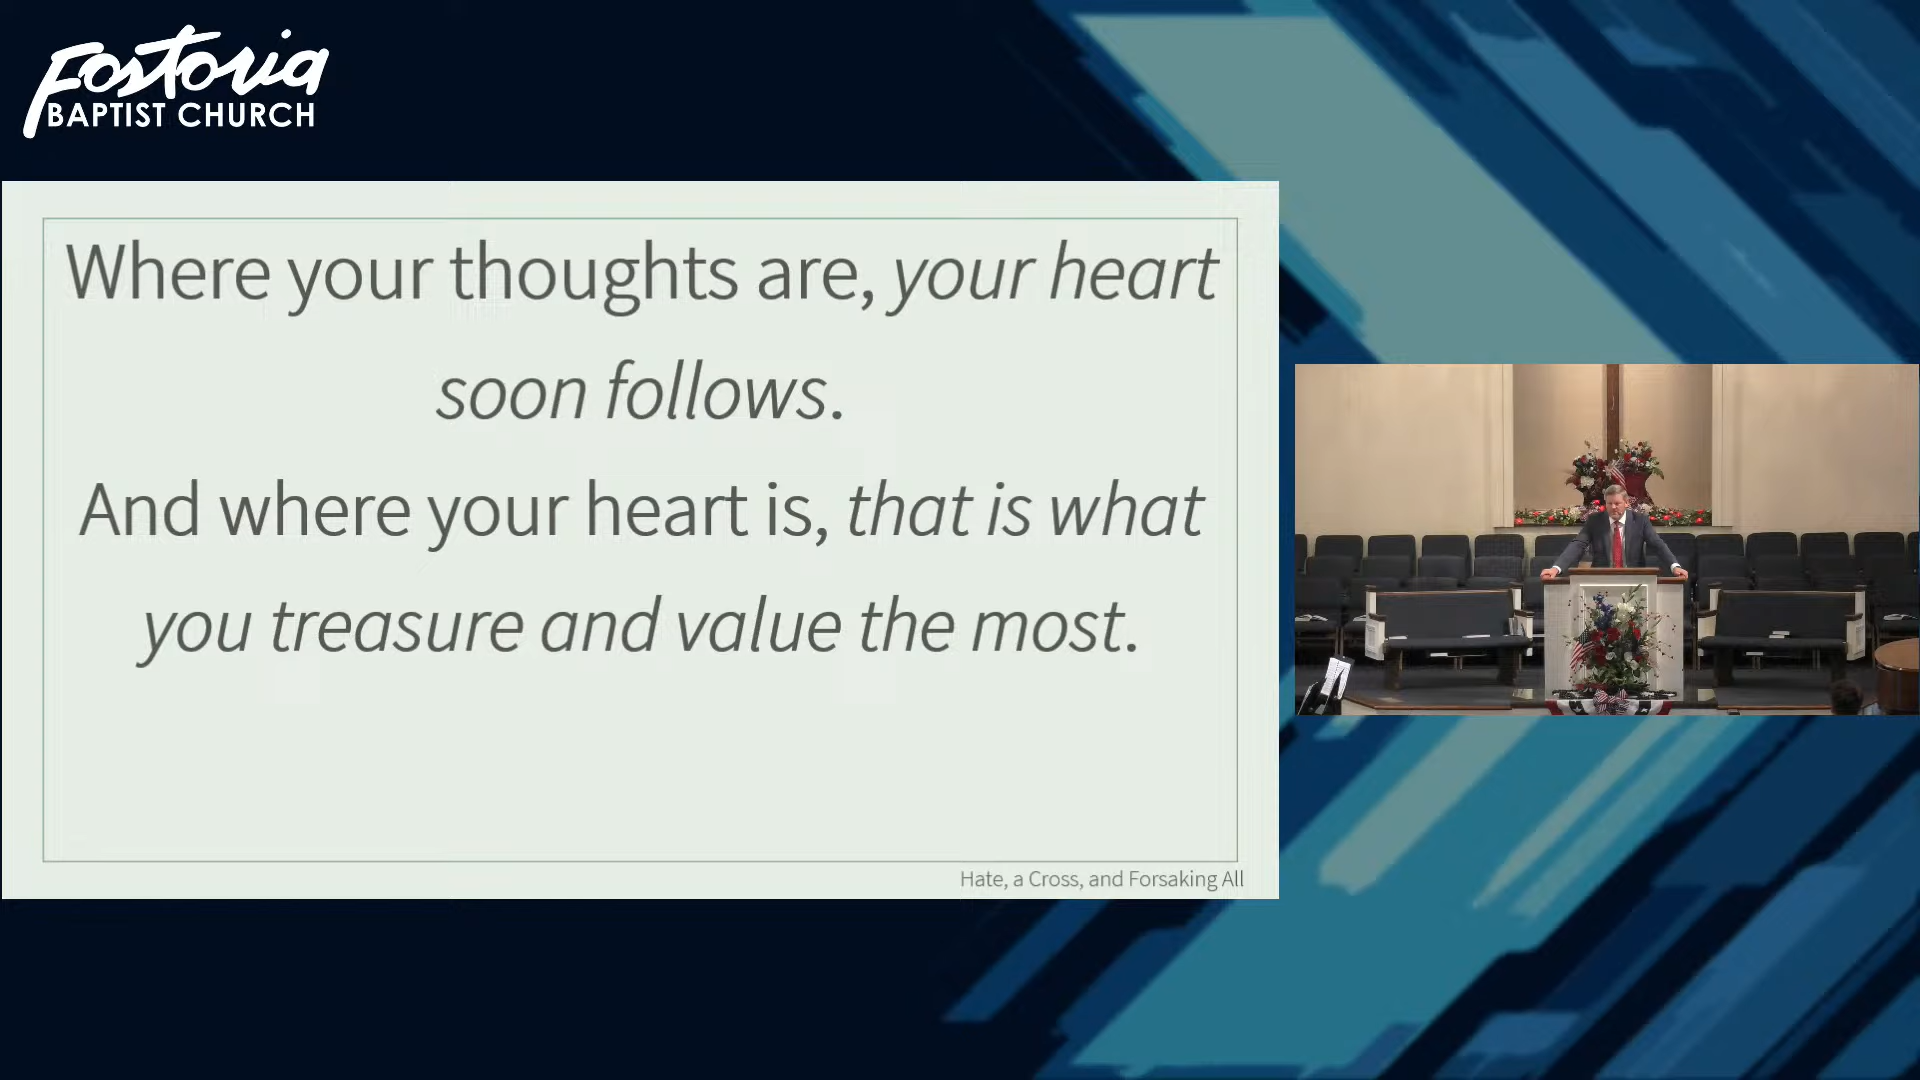 Fostoria
BAPTIST CHURCH
Where your thoughts are, your heart
soon follows.
And where your heart is, that is what
you treasure and value the most.
Hate, a Cross, and Forsaking All